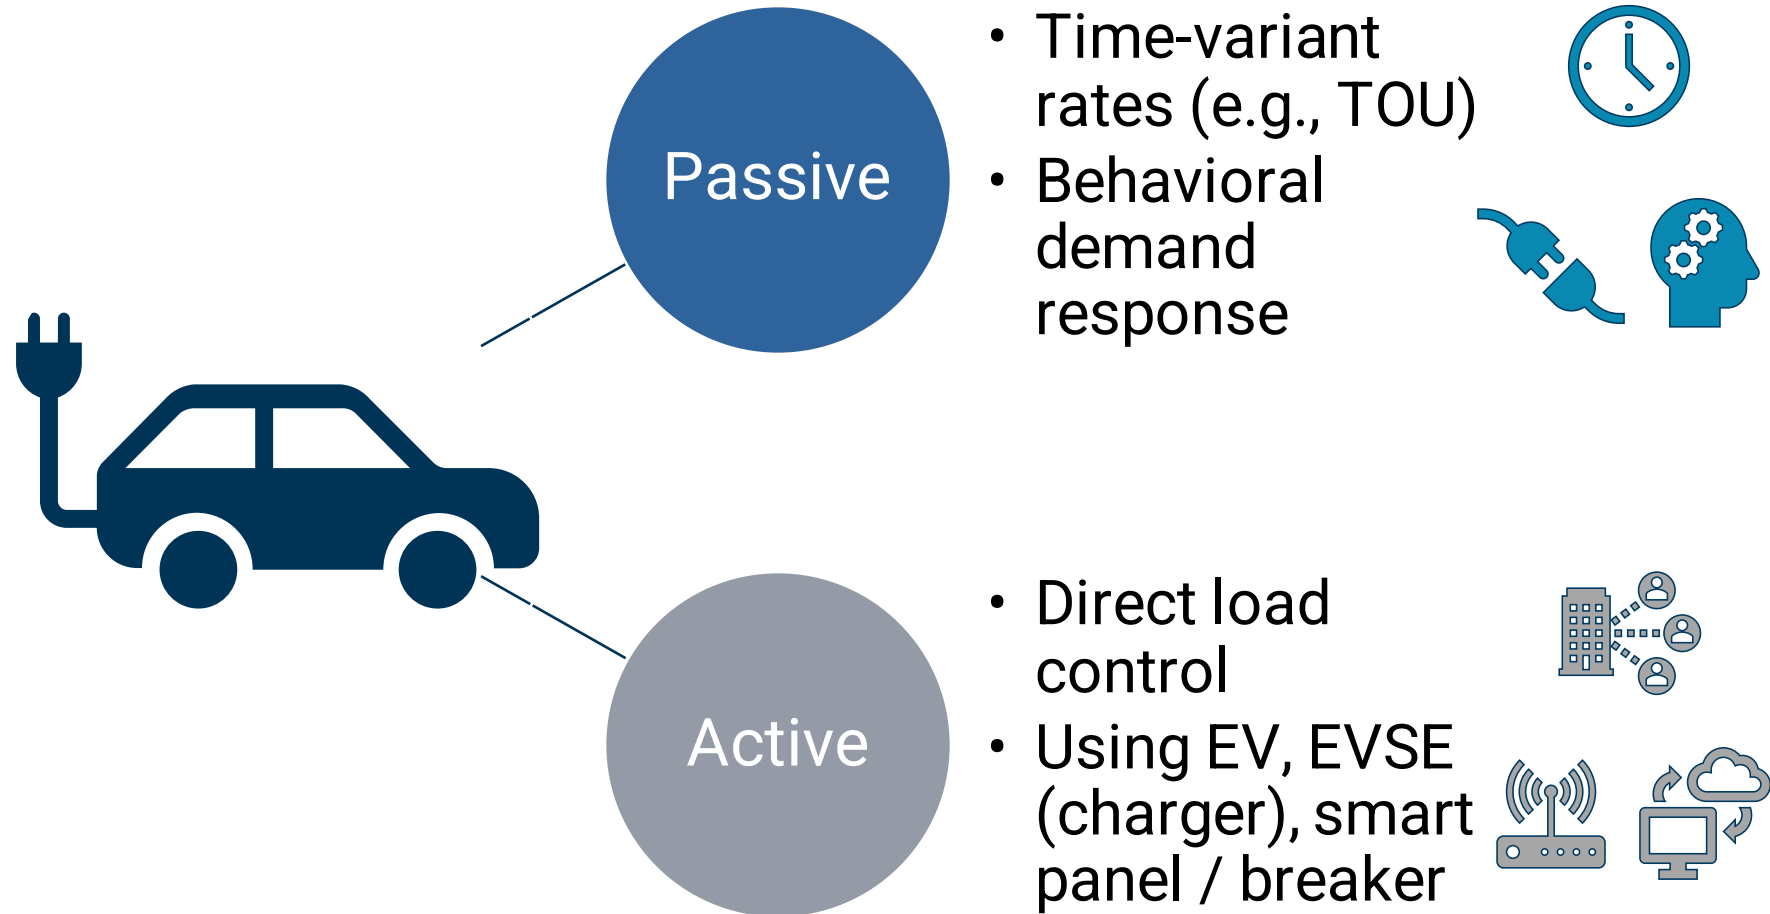 Passive
• Time-variant
rates (e.g., TOU)
• Behavioral
demand
response
Active
• Direct load
control
• Using EV, EVSE
(charger), smart
panel / breaker